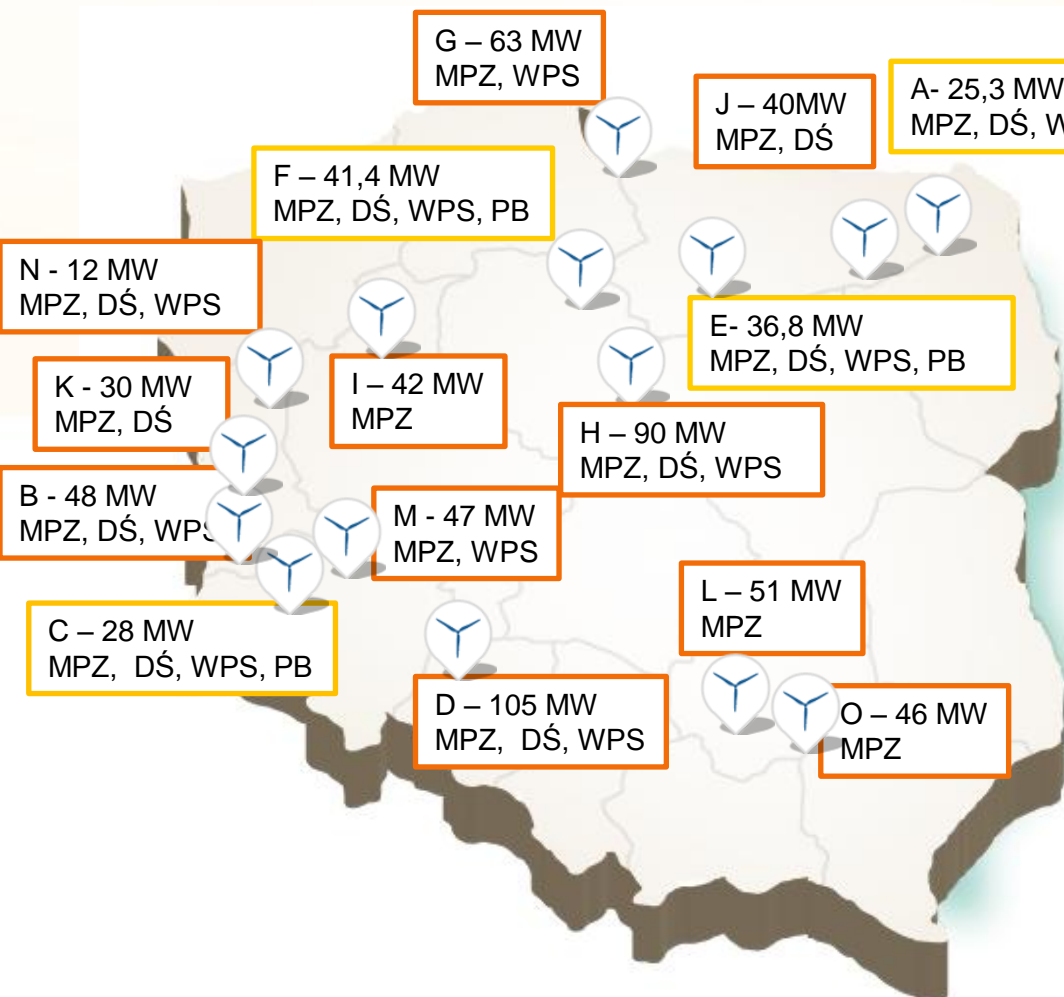 G – 63 MW
MPZ, WPS
J – 40MW
MPZ, DŚ
A- 25,3 MW
MPZ, DŚ,
F – 41,4 MW
MPZ, DŚ, WPS, PB
N - 12 MW
MPZ, DŚ, WPS
E- 36,8 MW
MPZ, DŚ, WPS, PB
K - 30 MW
MPZ, DŚ
I – 42 MW
MPZ
H – 90 MW
MPZ, DŚ, WPS
B - 48 MW
MPZ, DŚ, WPS
M - 47 MW
MPZ, WPS
L – 51 MW
MPZ
C – 28 MW
MPZ, DŚ, WPS, PB
D – 105 MW
MPZ, DŚ, WPS
O – 46 MW
MPZ